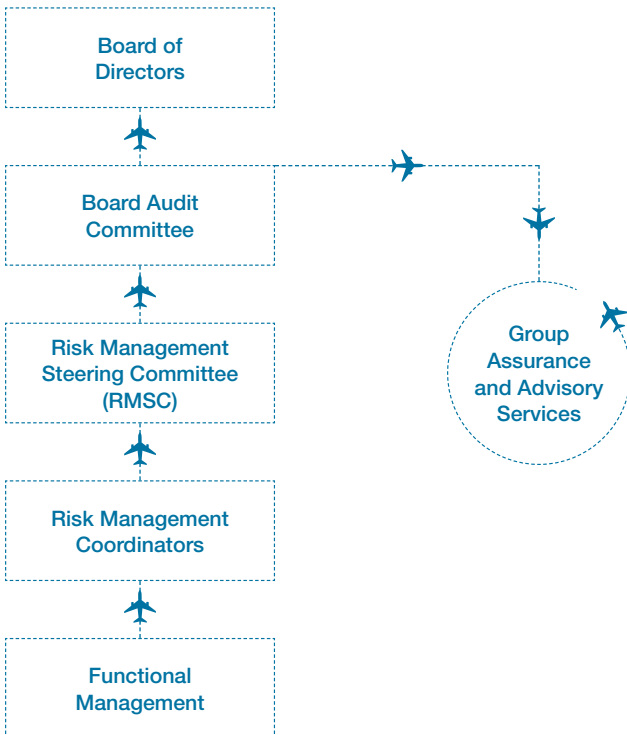 Board of
Directors
Board Audit
Committee
Risk Management
Steering Committee
(RMSC)
Group
Assurance
and Advisory
Services
Risk Management
Coordinators
Functional
Management